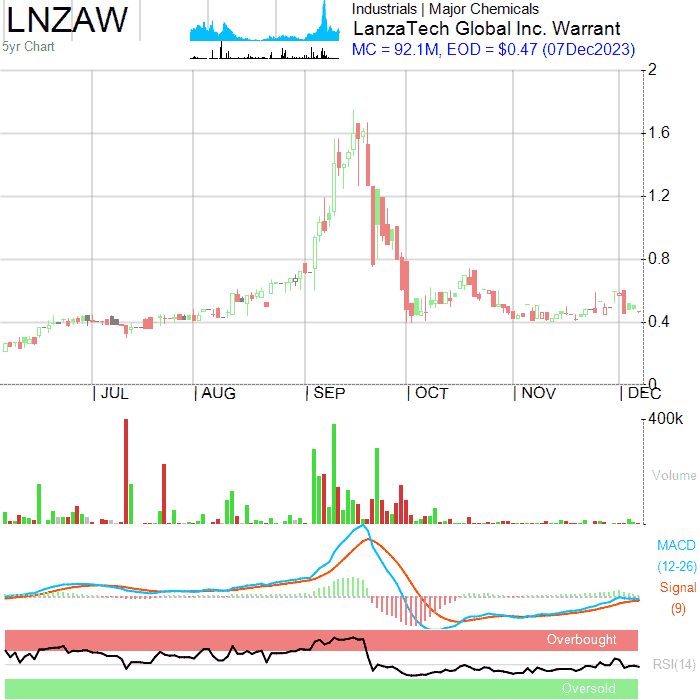 LNZAW
5yr Chart
Industrials | Major Chemicals
LanzaTech Global Inc. Warrant
MC = 92.1M, EOD = $0.47 (07Dec2023)
2
1.6
1.2
0.8
0.4
0
| JUL | AUG | SEP | OCT | NOV | DEC
400k
Volume
MACD
(12-26)
Signal
(9)
Overbought
RSI(14)
Oversold